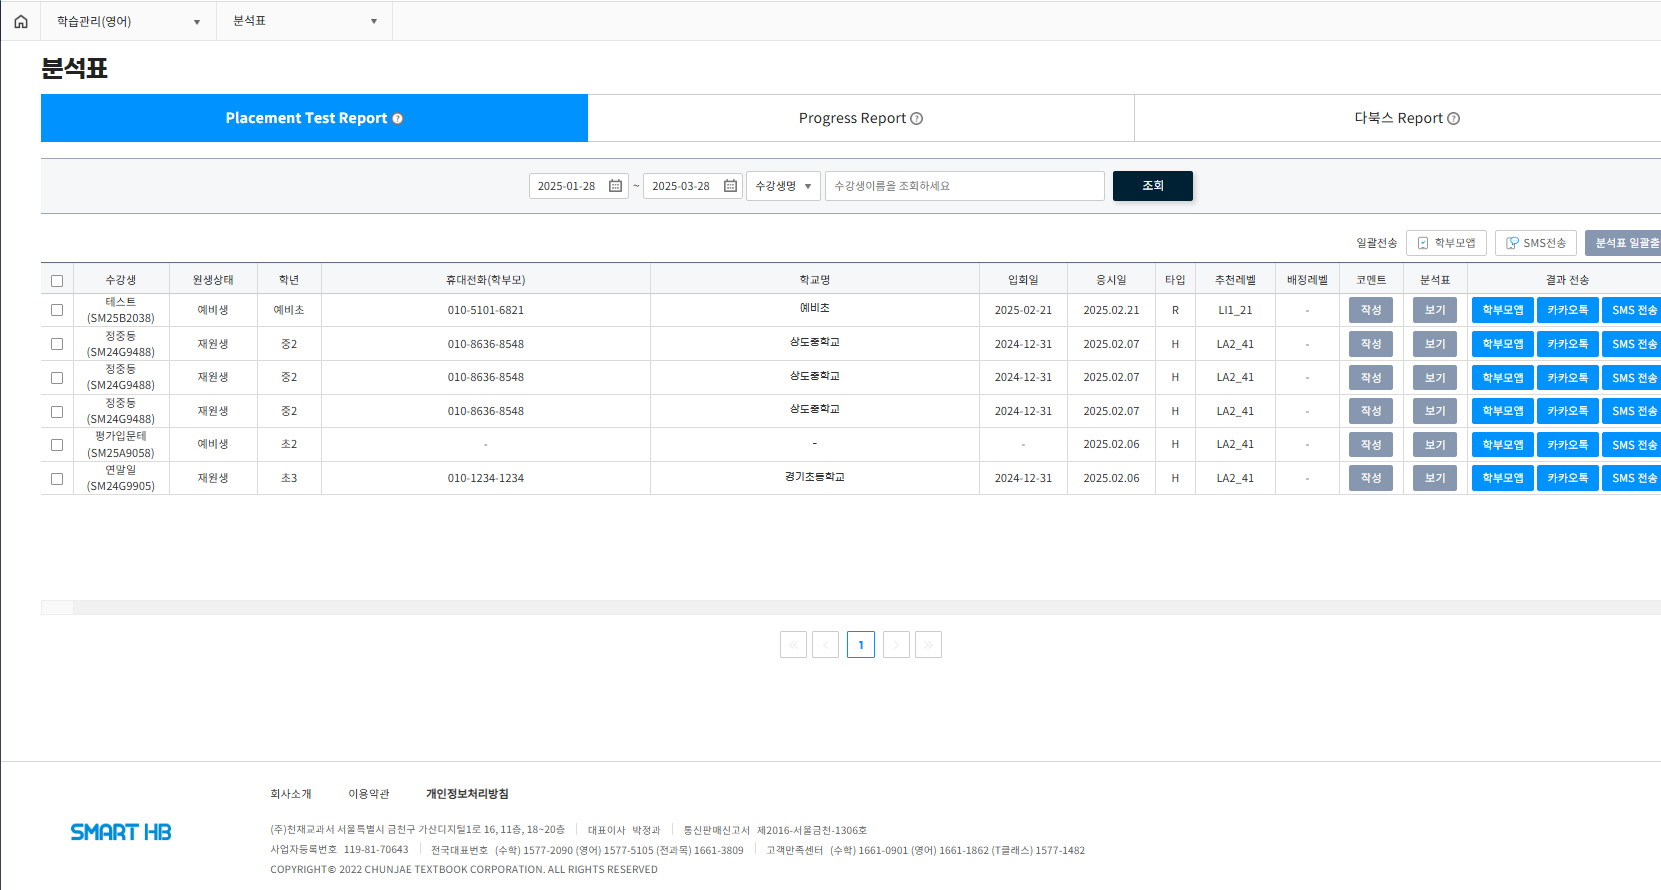 학습관리(영어) 분석표
분석표
Placement Test Report Progress Report 다북스 Report
2025-01-28 ~ 2025-03-28 수강생명 수강생이름을 조회하세요 조회
일괄전송 학부모앱 SMS전송 분석표 일괄출
수강생 원생상태 학년 휴대전화(학부모) 학교명 입회일 응시일 타입 추천레벨 배정레벨 코멘트 분석표 결과 전송
테스트 (SM25B2038) 예비생 예비초 010-5101-6821 예비초 2025-02-21 2025.02.21 R LI1_21 - 작성 보기 학부모앱 카카오톡 SMS 전송
정중등 (SM24G9488) 재원생 중2 010-8636-8548 상도중학교 2024-12-31 2025.02.07 H LA2_41 - 작성 보기 학부모앱 카카오톡 SMS 전송
정중등 (SM24G9488) 재원생 중2 010-8636-8548 상도중학교 2024-12-31 2025.02.07 H LA2_41 - 작성 보기 학부모앱 카카오톡 SMS 전송
정중등 (SM24G9488) 재원생 중2 010-8636-8548 상도중학교 2024-12-31 2025.02.07 H LA2_41 - 작성 보기 학부모앱 카카오톡 SMS 전송
평가입문테 (SM25A9058) 예비생 초2 - - - 2025.02.06 H LA2_41 - 작성 보기 학부모앱 카카오톡 SMS 전송
연말일 (SM24G9905) 재원생 초3 010-1234-1234 경기초등학교 2024-12-31 2025.02.06 H LA2_41 - 작성 보기 학부모앱 카카오톡 SMS 전송
« ‹ 1 › »
회사소개 이용약관 개인정보처리방침
SMART HB
(주)천재교과서 서울특별시 금천구 가산디지털1로 16, 11층, 18~20층 대표이사 박정과 통신판매신고서 제2016-서울금천-1306호
사업자등록번호 119-81-70643 전국대표번호 (수학) 1577-2090 (영어) 1577-5105 (전과목) 1661-3809 고객만족센터 (수학) 1661-0901 (영어) 1661-1862 (T클래스) 1577-1482
COPYRIGHT© 2022 CHUNJAE TEXTBOOK CORPORATION. ALL RIGHTS RESERVED